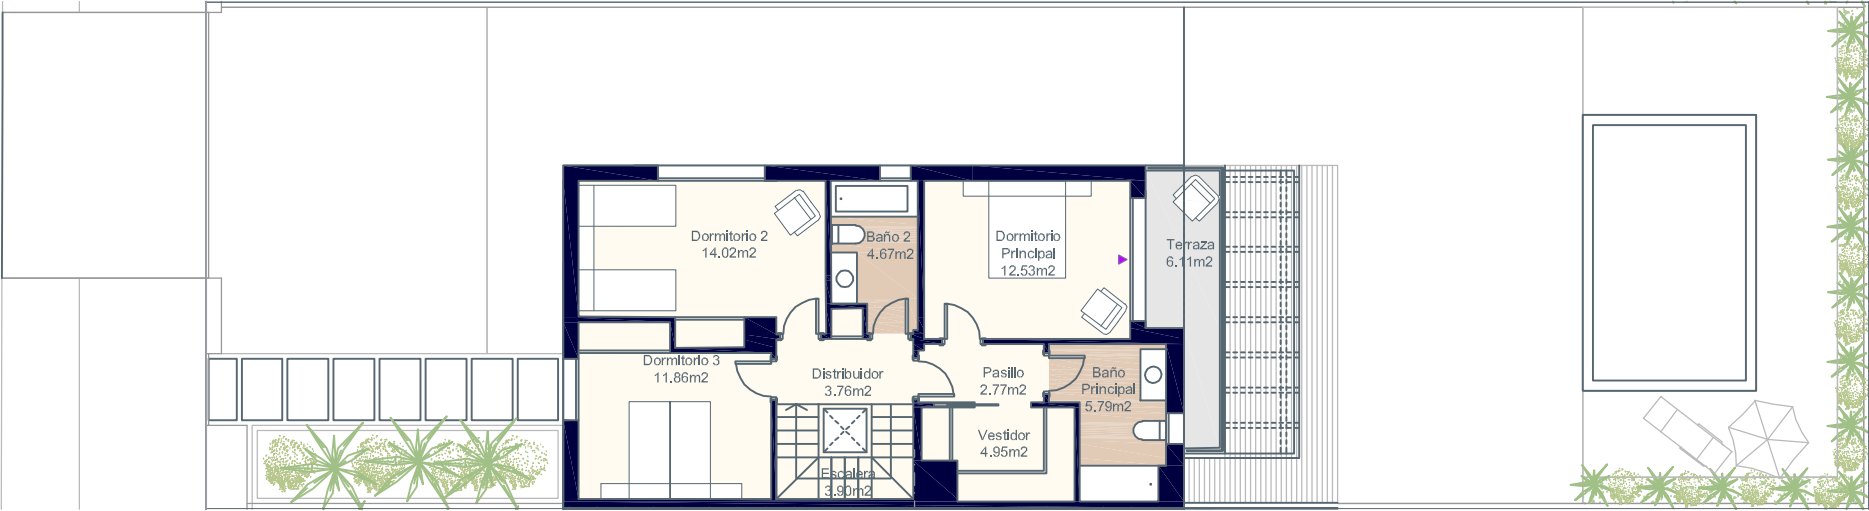 Dormitorio 2
14.02m2
Baño 2
4.67m2
Dormitorio
Principal
12.53m2
Terraza
6.11m2
Dormitorio 3
11.86m2
Distribuidor
3.76m2
Pasillo
2.77m2
Baño
Principal
5.79m2
Vestidor
4.95m2
Escalera
3.90m2